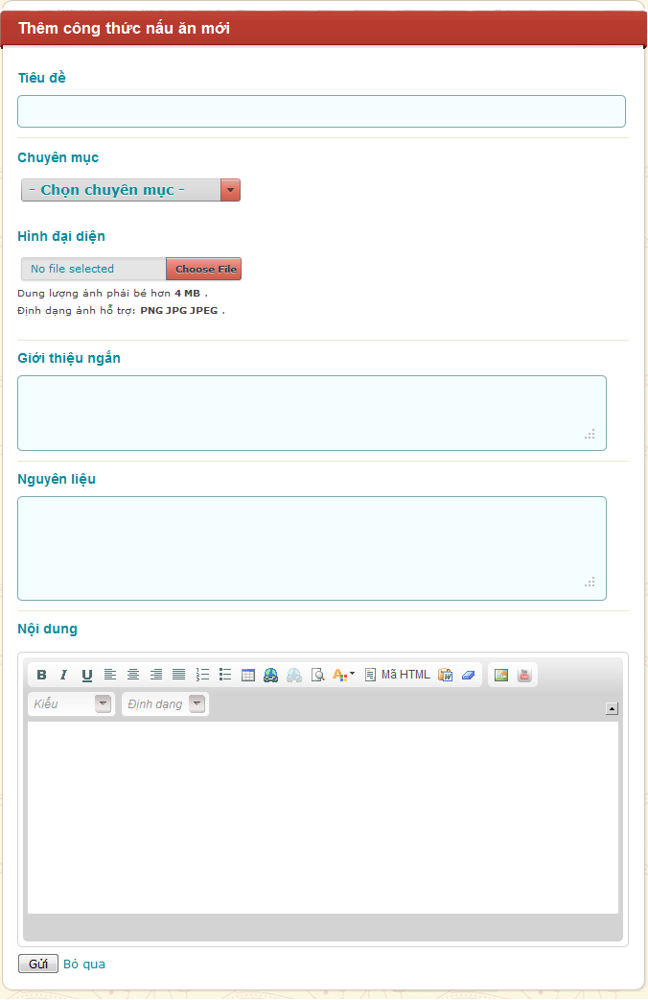 Thêm công thức nấu ăn mới
Tiêu đề
Chuyên mục
- Chọn chuyên mục -
Hình đại diện
No file selected Choose File
Dung lượng ảnh phải bé hơn 4 MB .
Định dạng ảnh hỗ trợ: PNG JPG JPEG .
Giới thiệu ngắn
Nguyên liệu
Nội dung
B I U A Mã HTML
Kiểu Định dạng
Gửi Bỏ qua